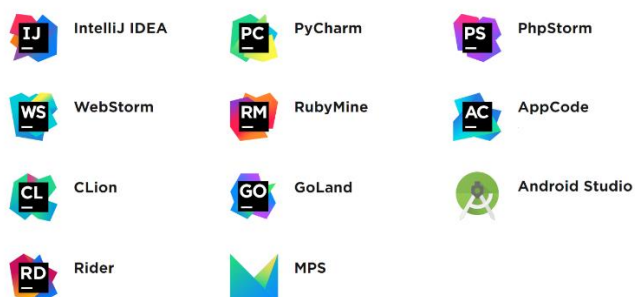 IJ IntelliJ IDEA
PC PyCharm
PS PhpStorm
WS WebStorm
RM RubyMine
AC AppCode
CL CLion
GO GoLand
Android Studio
RD Rider
MPS